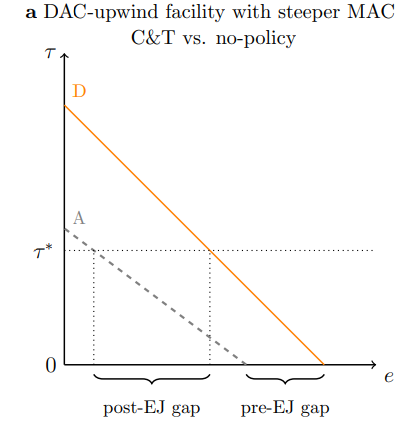 a DAC-upwind facility with steeper MAC
C&T vs. no-policy
τ
D
A
τ*
0
e
post-EJ gap pre-EJ gap